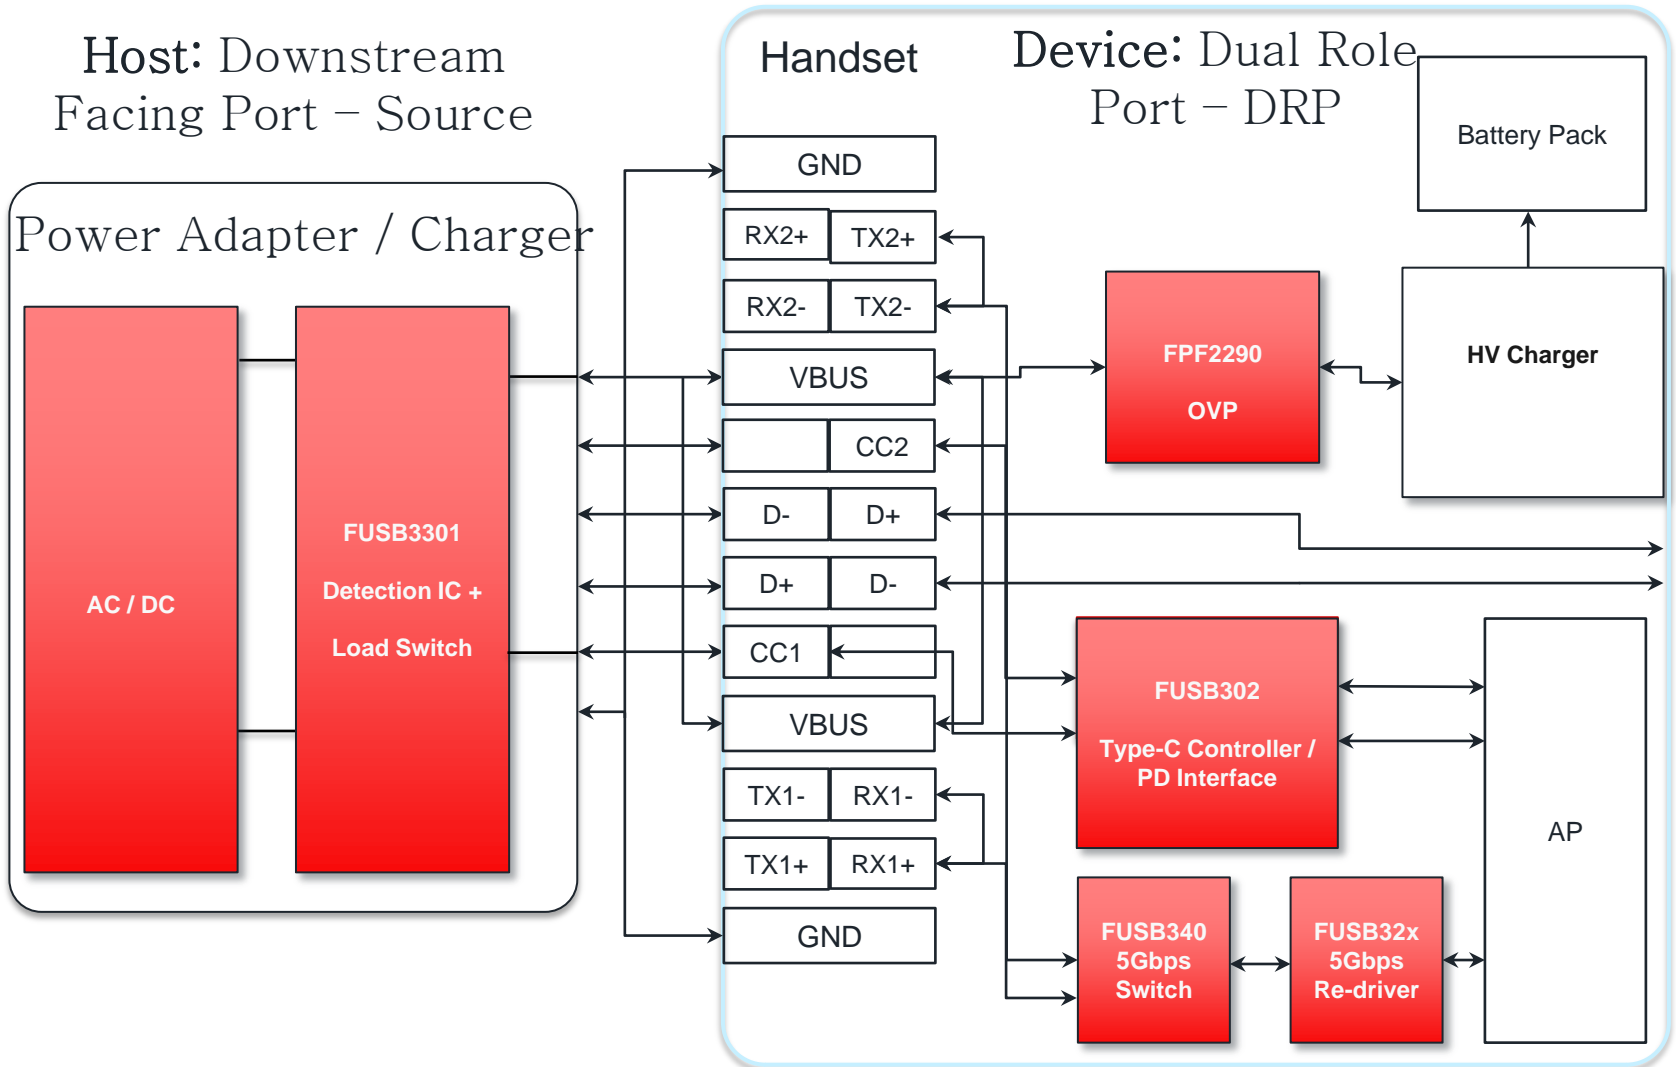 Host: Downstream
Facing Port – Source
Handset
Device: Dual Role
Port – DRP
Battery Pack
Power Adapter / Charger
AC / DC
FUSB3301
Detection IC +
Load Switch
GND
RX2+ TX2+
RX2- TX2-
VBUS
CC2
D- D+
D+ D-
CC1
VBUS
TX1- RX1-
TX1+ RX1+
GND
FPF2290
OVP
HV Charger
FUSB302
Type-C Controller /
PD Interface
AP
FUSB340
5Gbps
Switch
FUSB32x
5Gbps
Re-driver